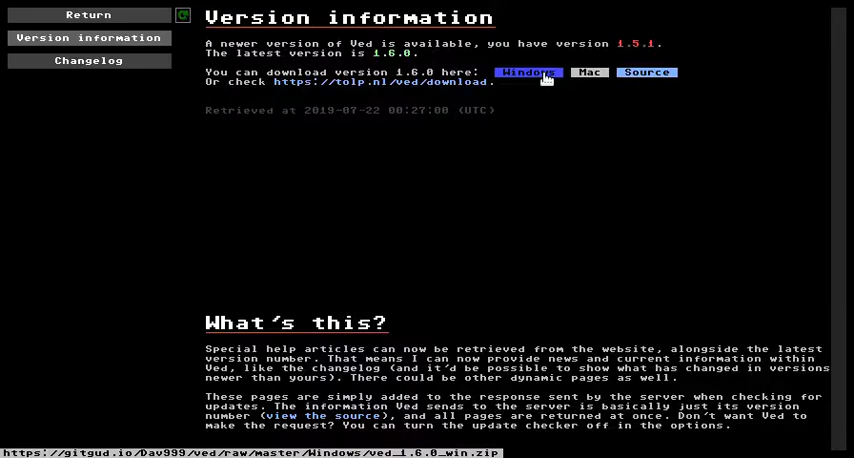 Return
Version information
Changelog
Version information
A newer version of Ved is available, you have version 1.5.1.
The latest version is 1.6.0.
You can download version 1.6.0 here: Windows Mac Source
Or check https://tolp.nl/ved/download.
Retrieved at 2019-07-22 00:27:00 (UTC)
What's this?
Special help articles can now be retrieved from the website, alongside the latest
version number. That means I can now provide news and current information within
Ved, like the changelog (and it'd be possible to show what has changed in versions
newer than yours). There could be other dynamic pages as well.
These pages are simply added to the response sent by the server when checking for
updates. The information Ved sends to the server is basically just its version
number (view the source), and all pages are returned at once. Don't want Ved to
make the request? You can turn the update checker off in the options.
https://gitgud.io/Dav999/ved/raw/master/Windows/ved_1.6.0_win.zip